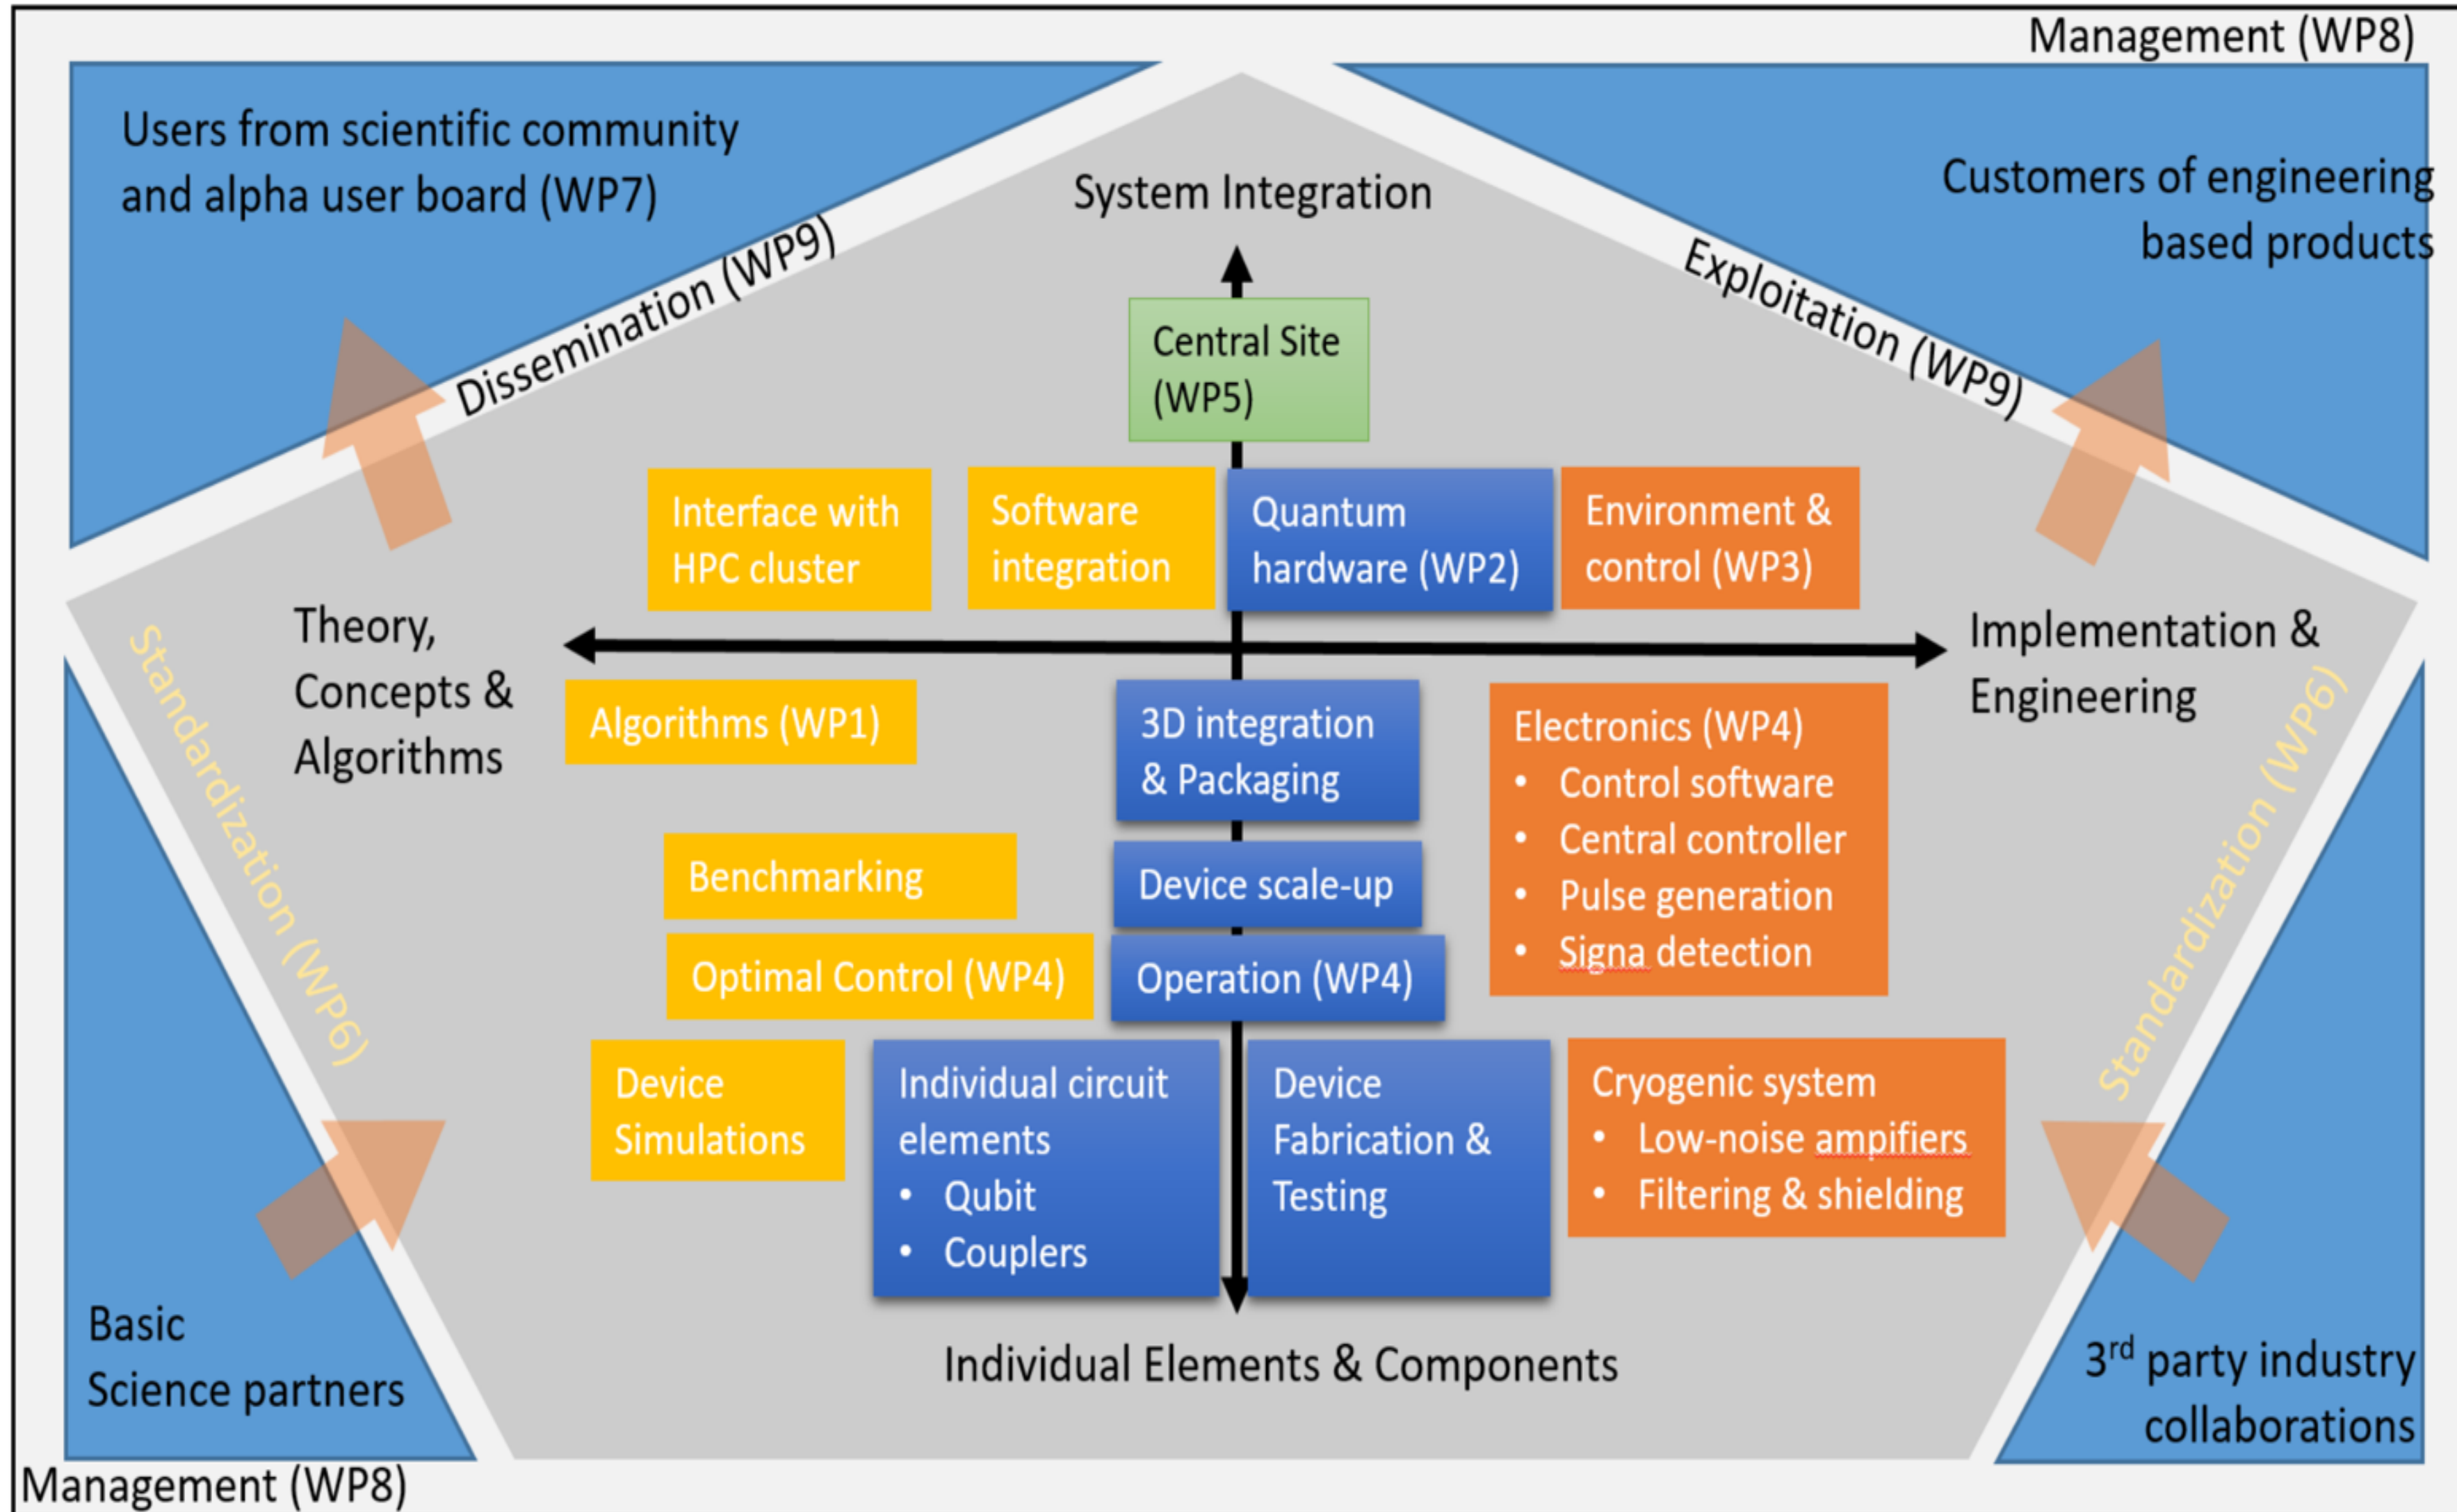 Management (WP8)
Users from scientific community
and alpha user board (WP7)
Customers of engineering
based products
System Integration
Dissemination (WP9)
Exploitation (WP9)
Central Site
(WP5)
Interface with
HPC cluster
Software
integration
Quantum
hardware (WP2)
Environment &
control (WP3)
Theory,
Concepts &
Algorithms
Implementation &
Engineering
Standardization (WP6)
Standardization (WP6)
Algorithms (WP1)
3D integration
& Packaging
Electronics (WP4)
• Control software
• Central controller
• Pulse generation
• Signa detection
Benchmarking
Device scale-up
Optimal Control (WP4)
Operation (WP4)
Device
Simulations
Individual circuit
elements
• Qubit
• Couplers
Device
Fabrication &
Testing
Cryogenic system
• Low-noise ampifiers
• Filtering & shielding
Individual Elements & Components
Basic
Science partners
3rd party industry
collaborations
Management (WP8)